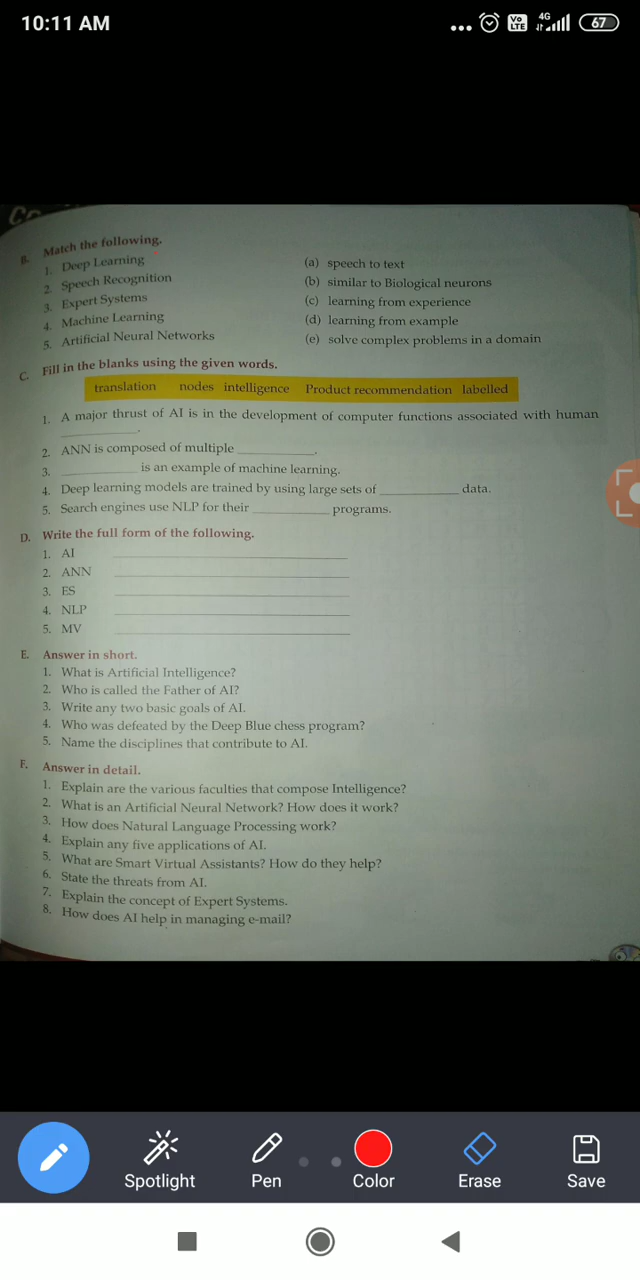 10:11 AM
Vo LTE 4G 67
B. Match the following.
1. Deep Learning (a) speech to text
2. Speech Recognition (b) similar to Biological neurons
3. Expert Systems (c) learning from experience
4. Machine Learning (d) learning from example
5. Artificial Neural Networks (e) solve complex problems in a domain
C. Fill in the blanks using the given words.
translation nodes intelligence Product recommendation labelled
1. A major thrust of AI is in the development of computer functions associated with human
____________.
2. ANN is composed of multiple ____________.
3. ____________ is an example of machine learning.
4. Deep learning models are trained by using large sets of ____________ data.
5. Search engines use NLP for their ____________ programs.
D. Write the full form of the following.
1. AI ____________
2. ANN ____________
3. ES ____________
4. NLP ____________
5. MV ____________
E. Answer in short.
1. What is Artificial Intelligence?
2. Who is called the Father of AI?
3. Write any two basic goals of AI.
4. Who was defeated by the Deep Blue chess program?
5. Name the disciplines that contribute to AI.
F. Answer in detail.
1. Explain are the various faculties that compose Intelligence?
2. What is an Artificial Neural Network? How does it work?
3. How does Natural Language Processing work?
4. Explain any five applications of AI.
5. What are Smart Virtual Assistants? How do they help?
6. State the threats from AI.
7. Explain the concept of Expert Systems.
8. How does AI help in managing e-mail?
Spotlight Pen Color Erase Save